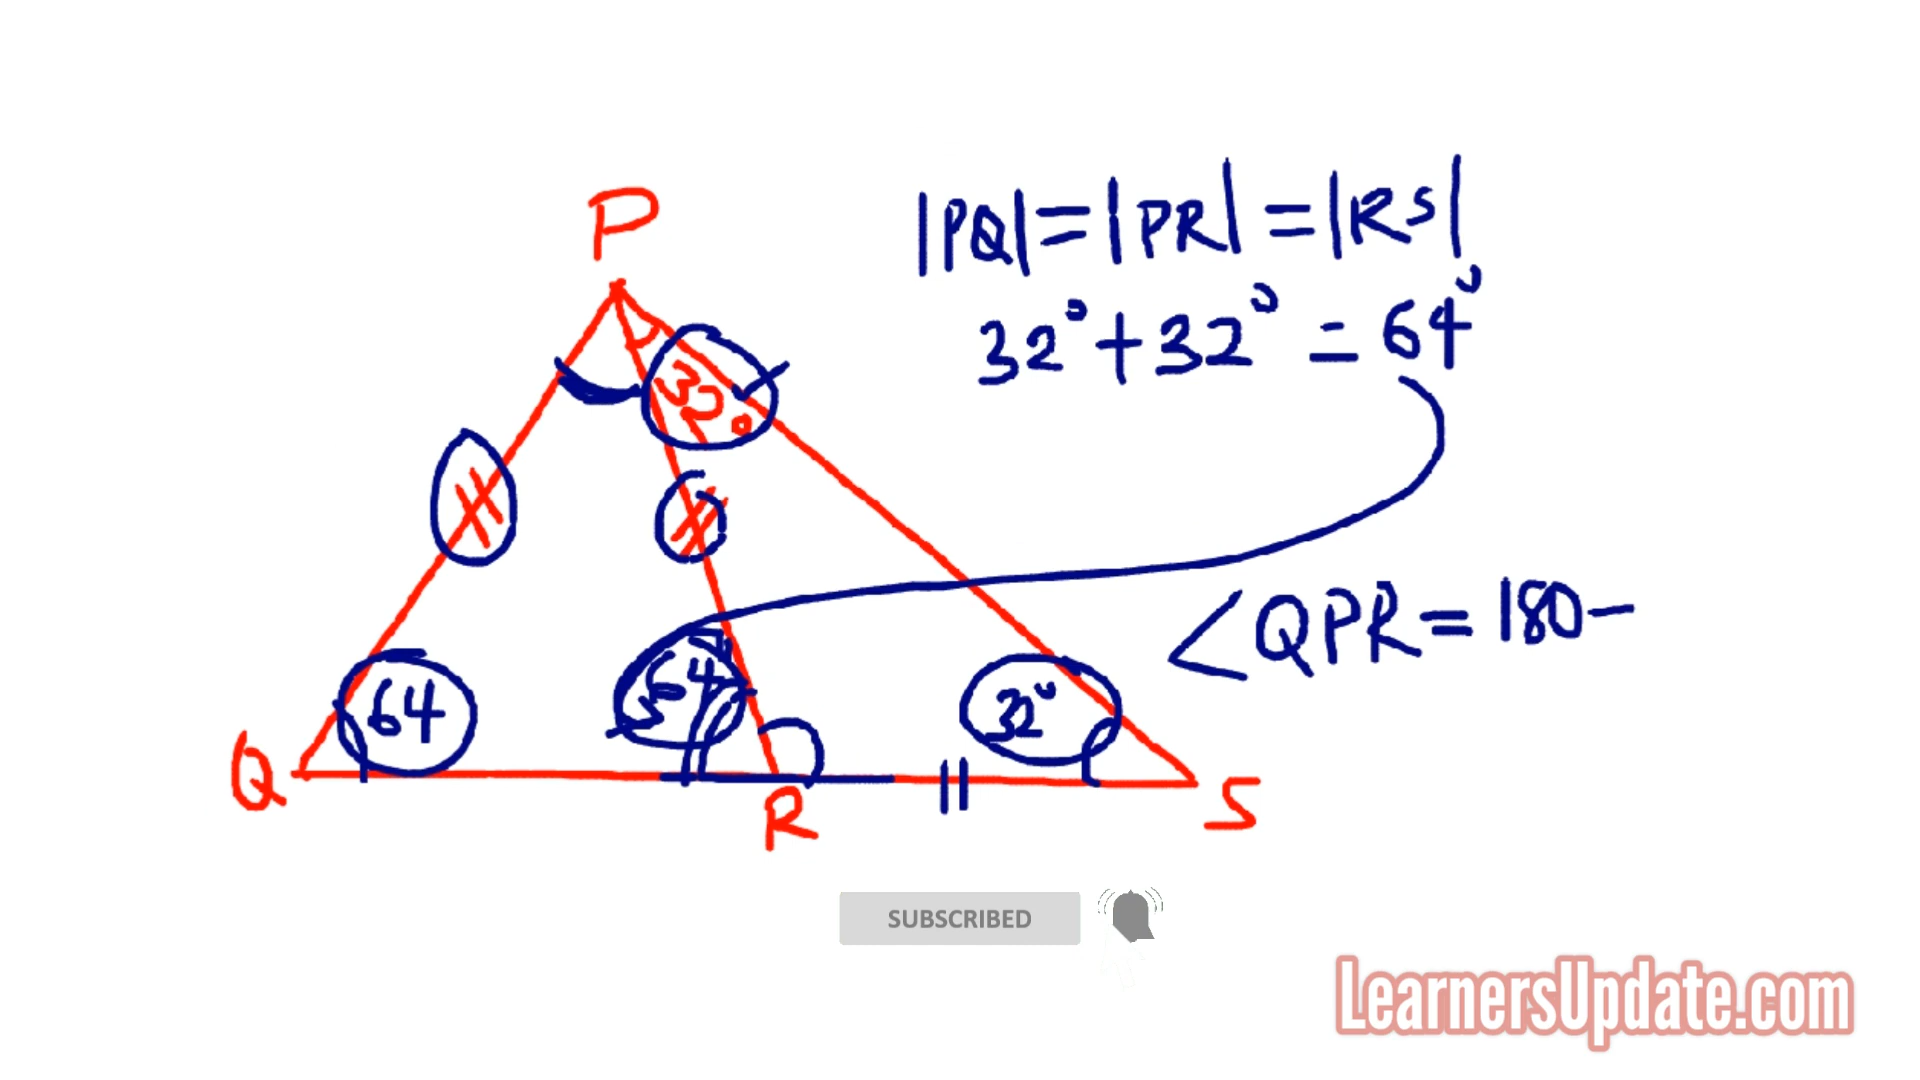 P
|PQ| = |PR| = |RS|
32° + 32° = 64°
32°
<QPR = 180 -
64
64
32°
Q
R
S
SUBSCRIBED
LearnersUpdate.com